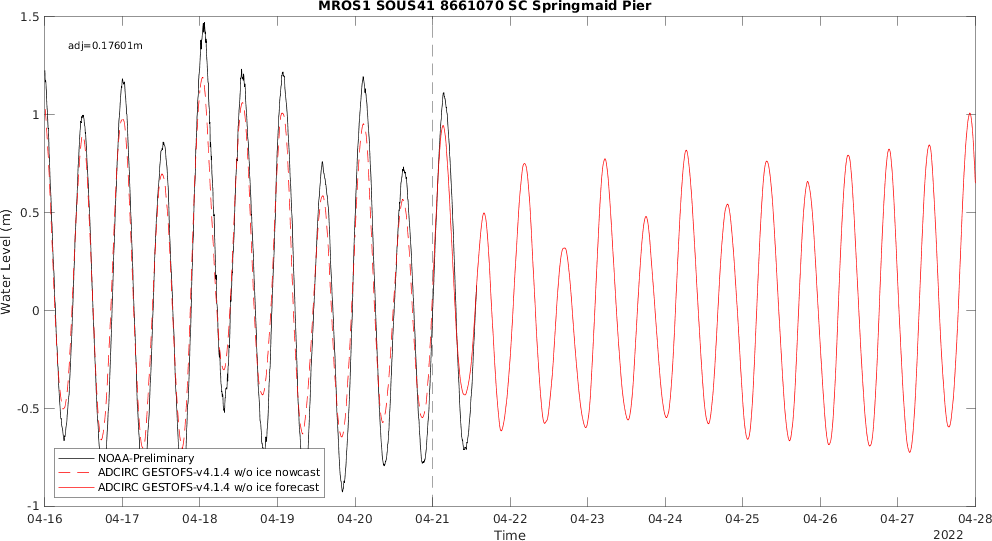 MROS1 SOUS41 8661070 SC Springmaid Pier
adj=0.17601m
Water Level (m)
1.5
1
0.5
0
-0.5
-1
NOAA-Preliminary
ADCIRC GESTOFS-v4.1.4 w/o ice nowcast
ADCIRC GESTOFS-v4.1.4 w/o ice forecast
04-16 04-17 04-18 04-19 04-20 04-21 04-22 04-23 04-24 04-25 04-26 04-27 04-28
Time
2022